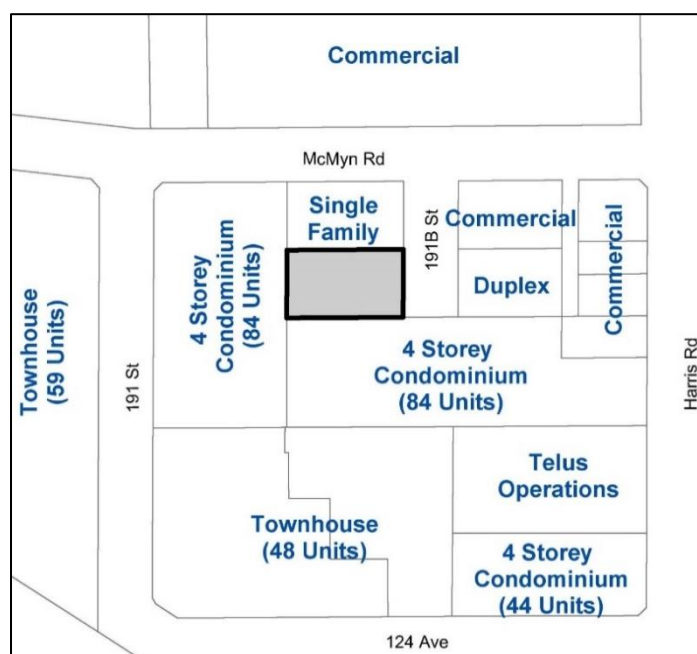 Commercial
McMyn Rd
Single
Family
191B St
Commercial
Duplex
Commercial
4 Storey
Condominium
(84 Units)
Townhouse
(59 Units)
191 St
4 Storey
Condominium
(84 Units)
Harris Rd
Telus
Operations
Townhouse
(48 Units)
4 Storey
Condominium
(44 Units)
124 Ave